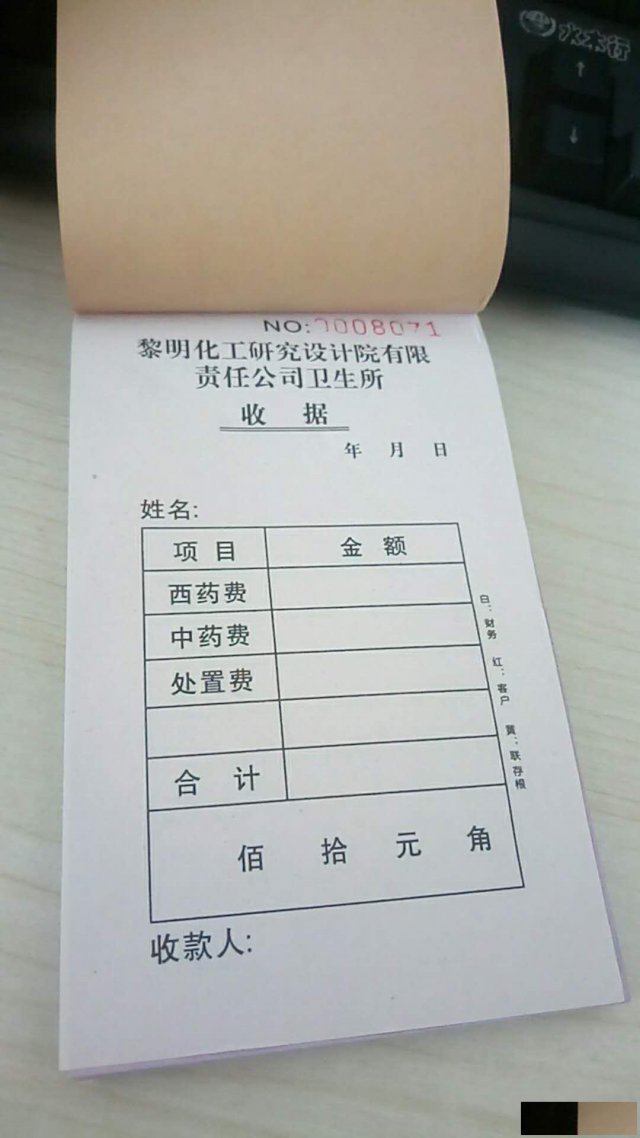 水木行
NO:0008071
黎明化工研究设计院有限
责任公司卫生所
收 据
年 月 日
姓名:
项 目 金 额
西药费
中药费
处置费
合 计
佰 拾 元 角
收款人:
白：财务 红：客户 黄：联存根